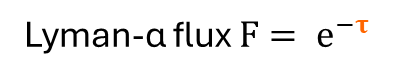 Lyman-α flux F = e^{-τ}